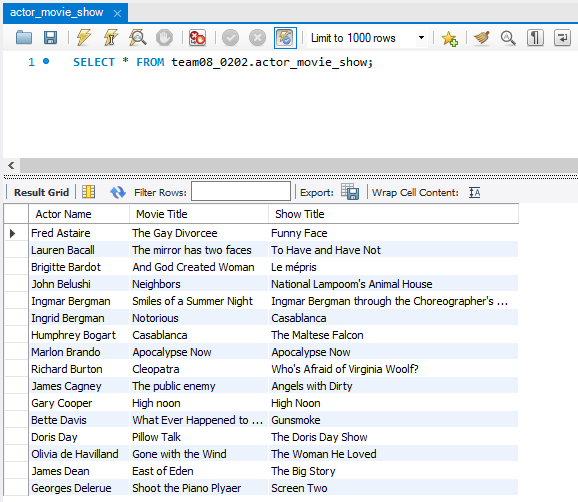 actor_movie_show
Limit to 1000 rows
1 SELECT * FROM team08_0202.actor_movie_show;
Result Grid Filter Rows: Export: Wrap Cell Content:
Actor Name Movie Title Show Title
Fred Astaire The Gay Divorcee Funny Face
Lauren Bacall The mirror has two faces To Have and Have Not
Brigitte Bardot And God Created Woman Le mépris
John Belushi Neighbors National Lampoom's Animal House
Ingmar Bergman Smiles of a Summer Night Ingmar Bergman through the Choreographer's ...
Ingrid Bergman Notorious Casablanca
Humphrey Bogart Casablanca The Maltese Falcon
Marlon Brando Apocalypse Now Apocalypse Now
Richard Burton Cleopatra Who's Afraid of Virginia Woolf?
James Cagney The public enemy Angels with Dirty
Gary Cooper High noon High Noon
Bette Davis What Ever Happened to ... Gunsmoke
Doris Day Pillow Talk The Doris Day Show
Olivia de Havilland Gone with the Wind The Woman He Loved
James Dean East of Eden The Big Story
Georges Delerue Shoot the Piano Plyaer Screen Two